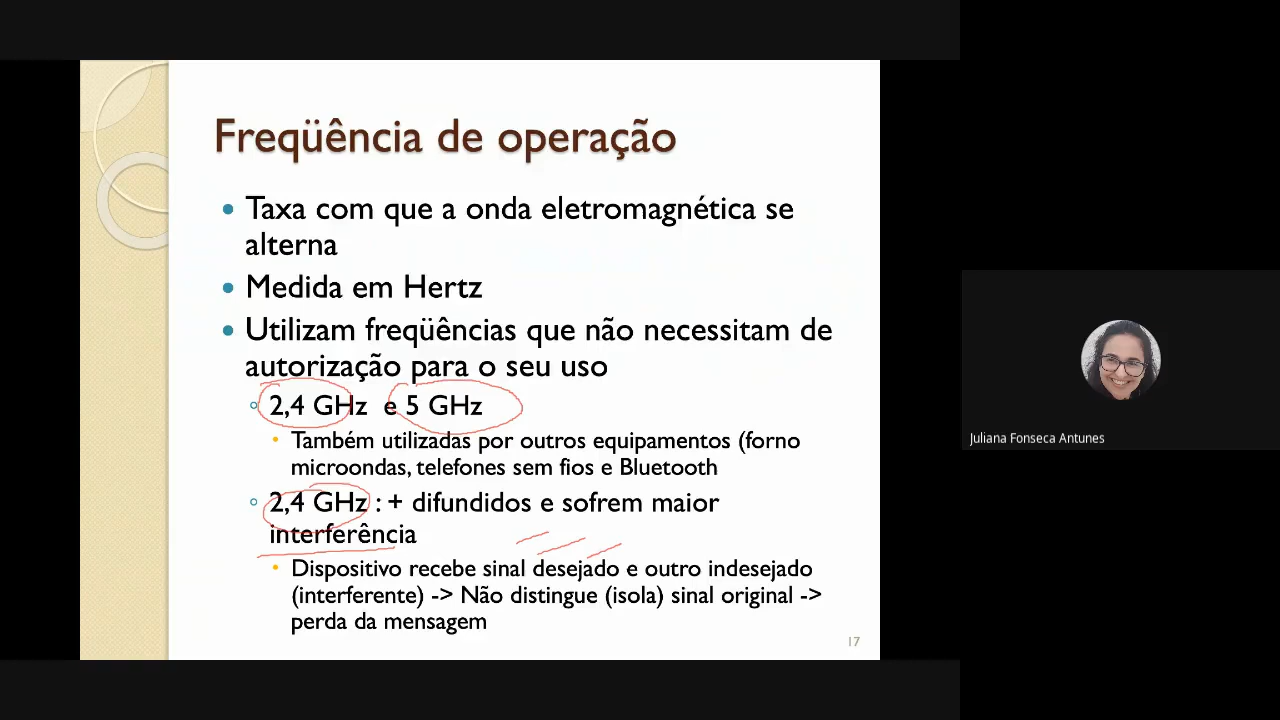 Freqüência de operação
Taxa com que a onda eletromagnética se
alterna
Medida em Hertz
Utilizam freqüências que não necessitam de
autorização para o seu uso
2,4 GHz e 5 GHz
Também utilizadas por outros equipamentos (forno
microondas, telefones sem fios e Bluetooth
2,4 GHz : + difundidos e sofrem maior
interferência
Dispositivo recebe sinal desejado e outro indesejado
(interferente) -> Não distingue (isola) sinal original ->
perda da mensagem
17
Juliana Fonseca Antunes